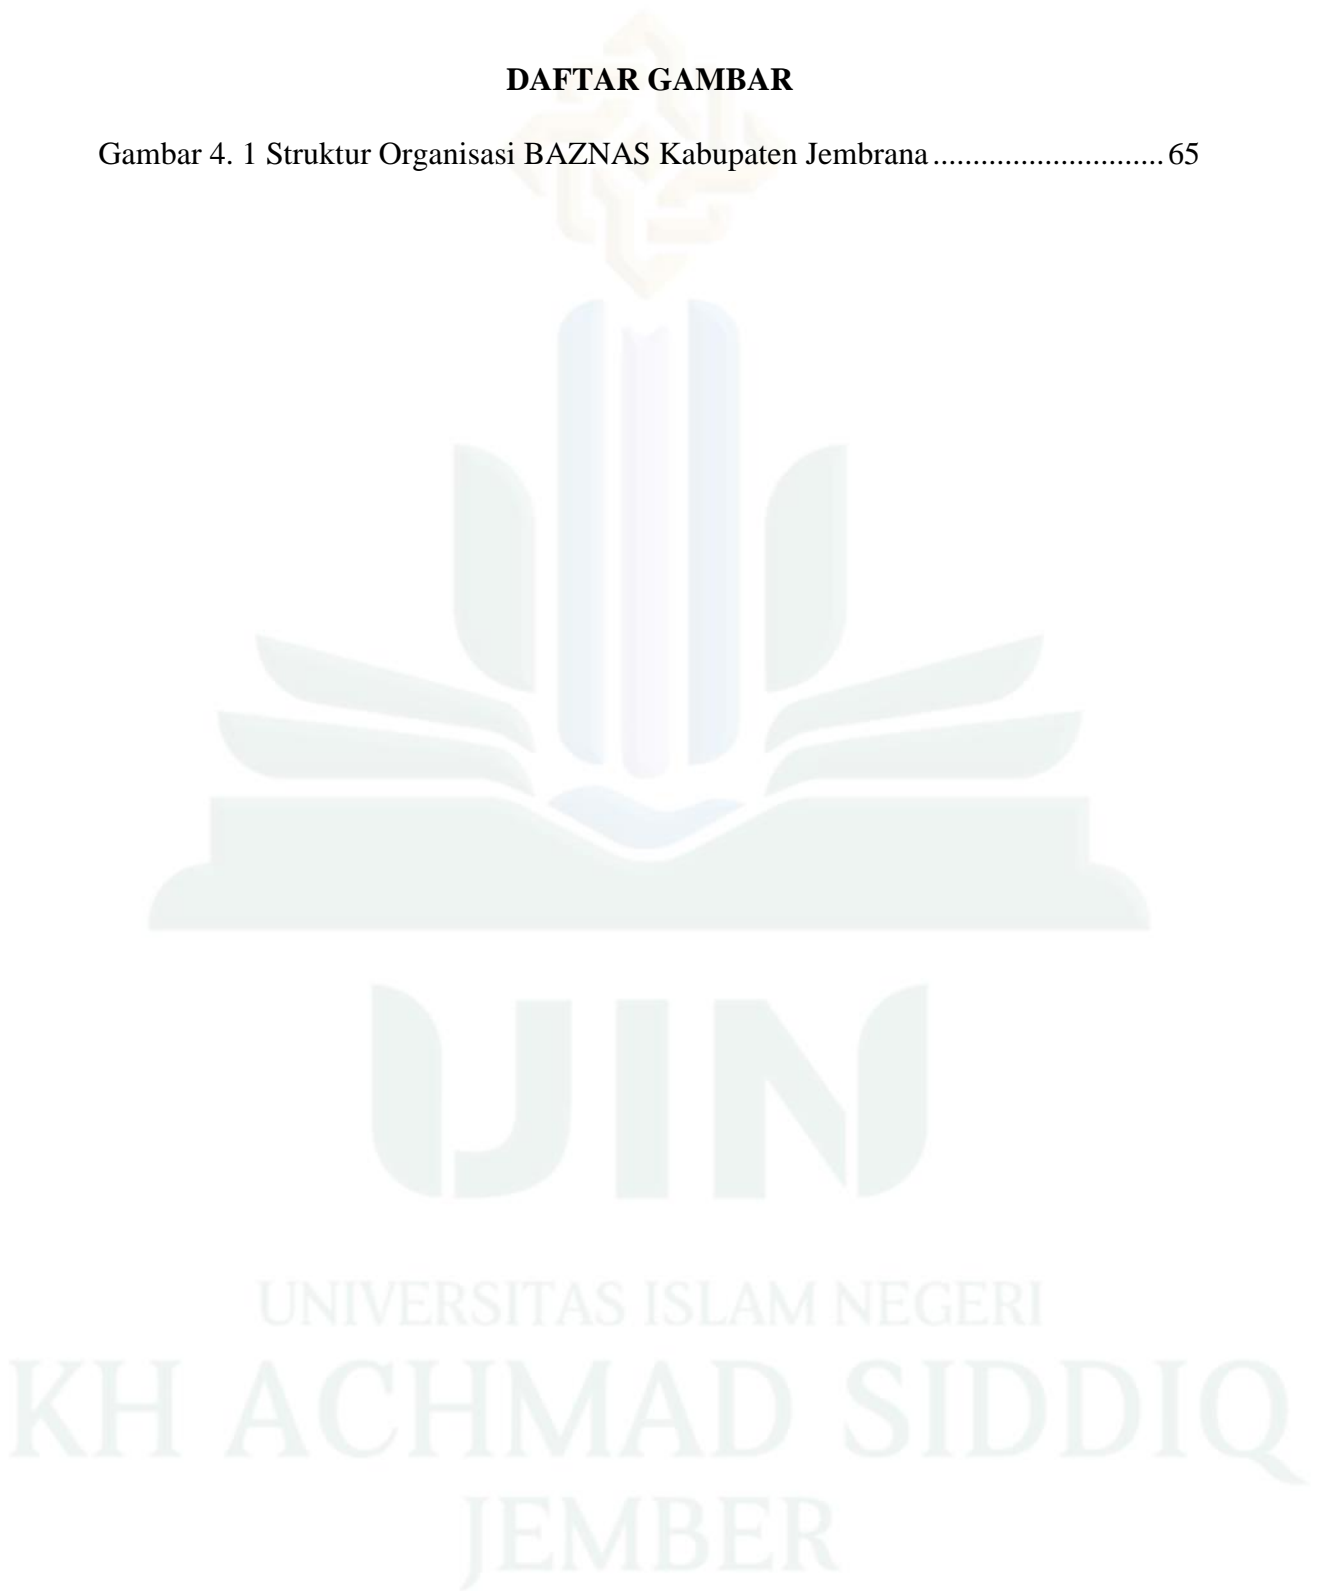 DAFTAR GAMBAR
Gambar 4. 1 Struktur Organisasi BAZNAS Kabupaten Jembrana ............................. 65
UIN
UNIVERSITAS ISLAM NEGERI
KH ACHMAD SIDDIQ
JEMBER